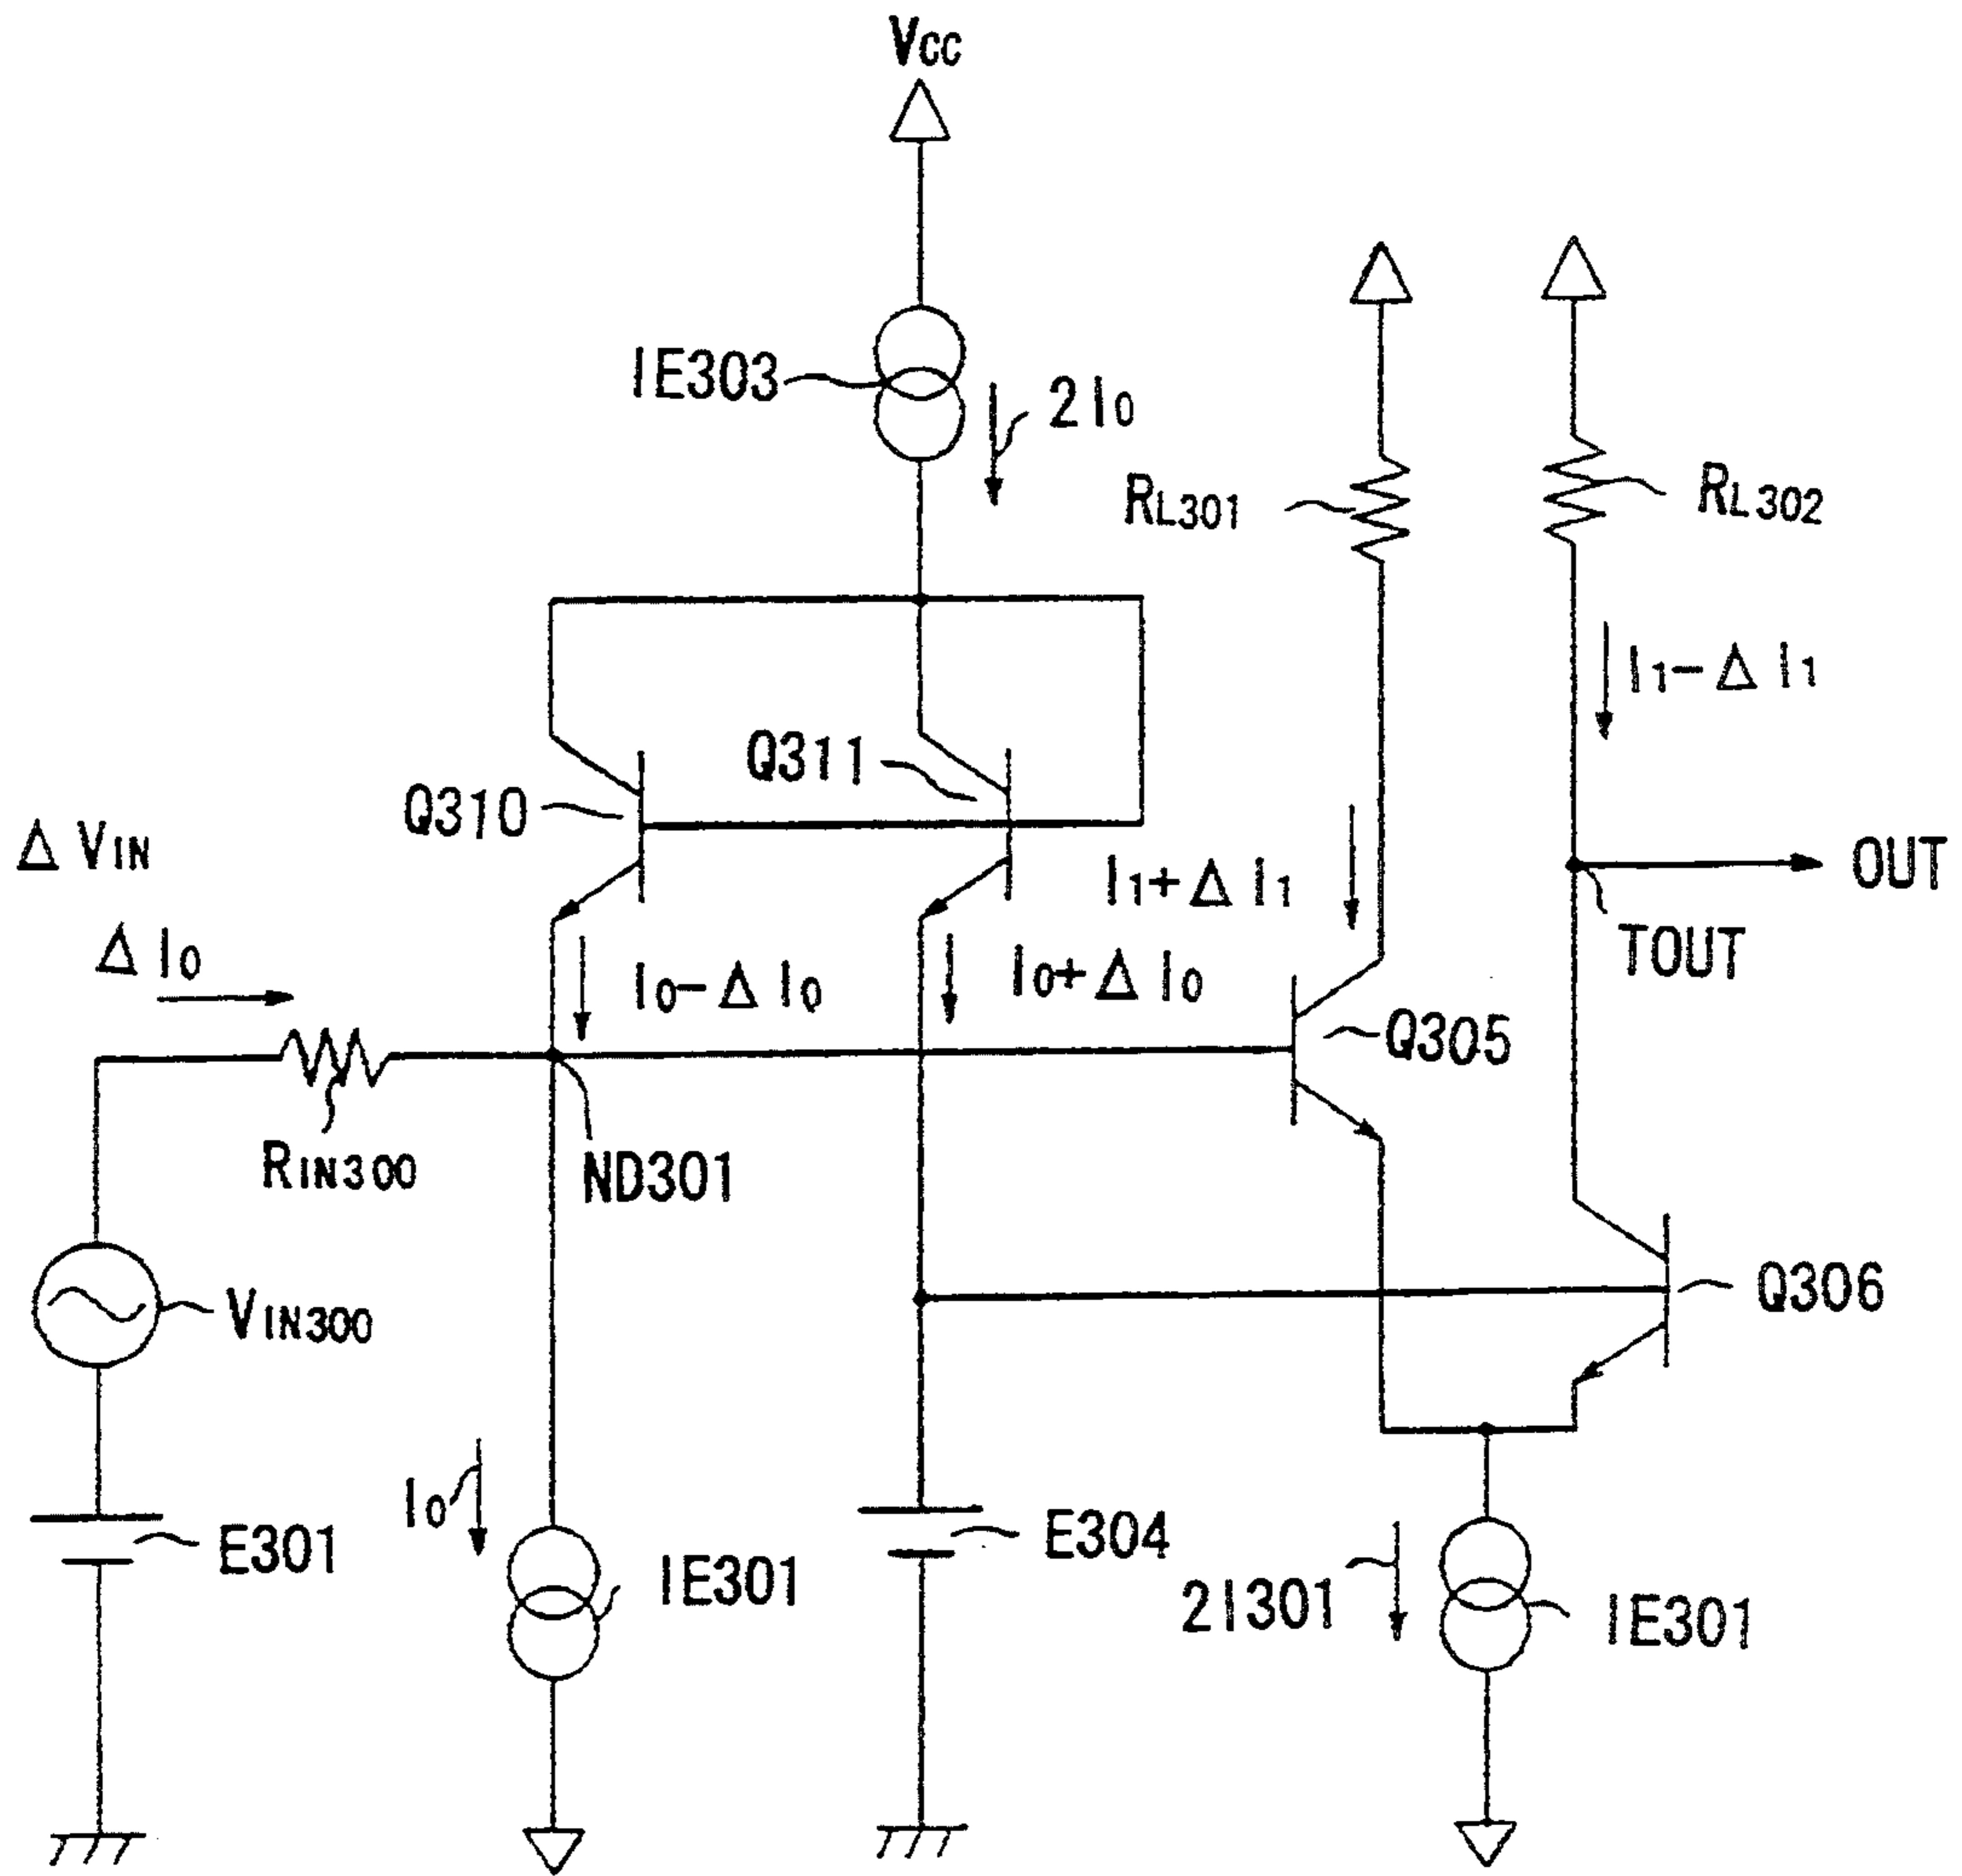 Vcc
IE303
2I0
RL301
RL302
I1-ΔI1
Q311
Q310
ΔVIN
I1+ΔI1
OUT
TOUT
ΔI0
I0-ΔI0
I0+ΔI0
Q305
RIN300
ND301
VIN300
Q306
I0
E301
IE301
E304
2I301
IE301